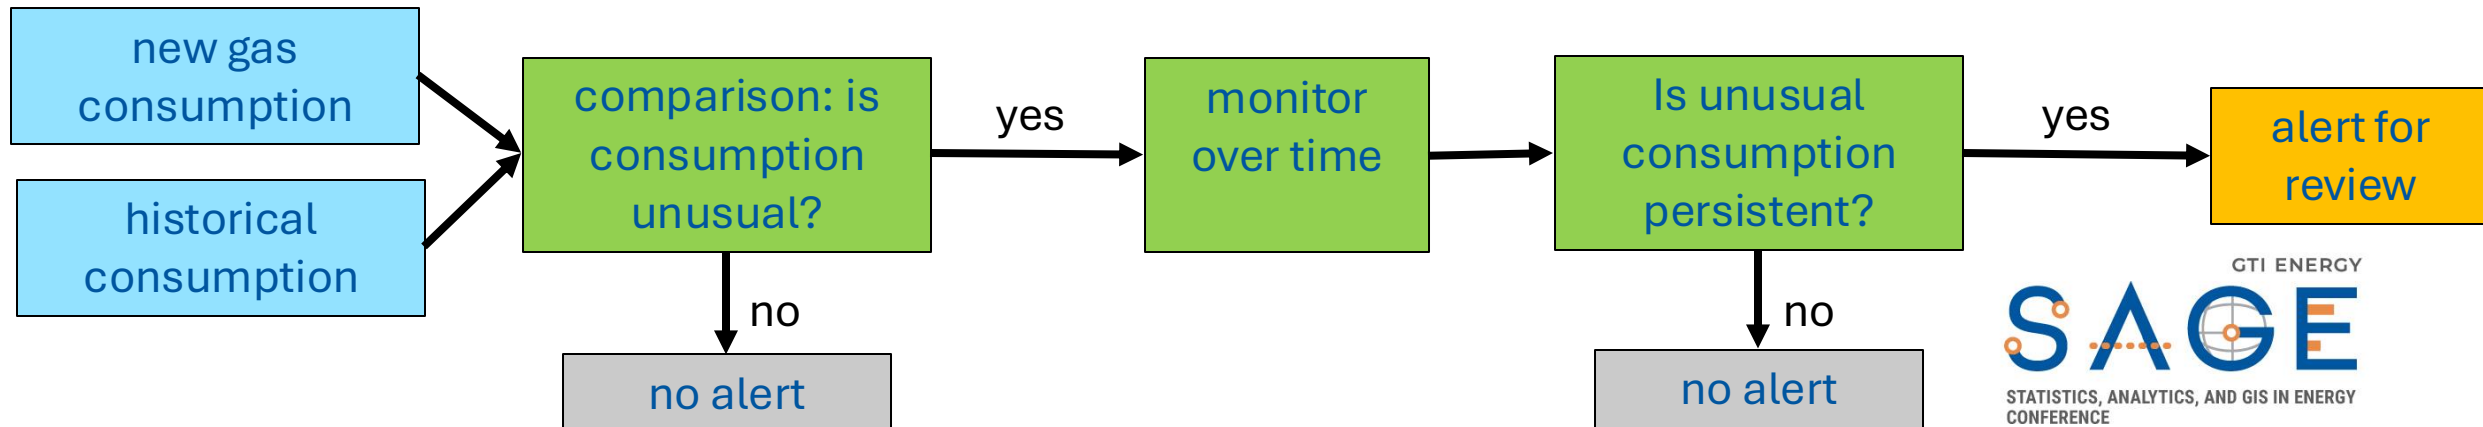 new gas
consumption
historical
consumption
comparison: is
consumption
unusual?
yes
no
no alert
monitor
over time
Is unusual
consumption
persistent?
yes
no
no alert
alert for
review
GTI ENERGY
SAGE
STATISTICS, ANALYTICS, AND GIS IN ENERGY
CONFERENCE